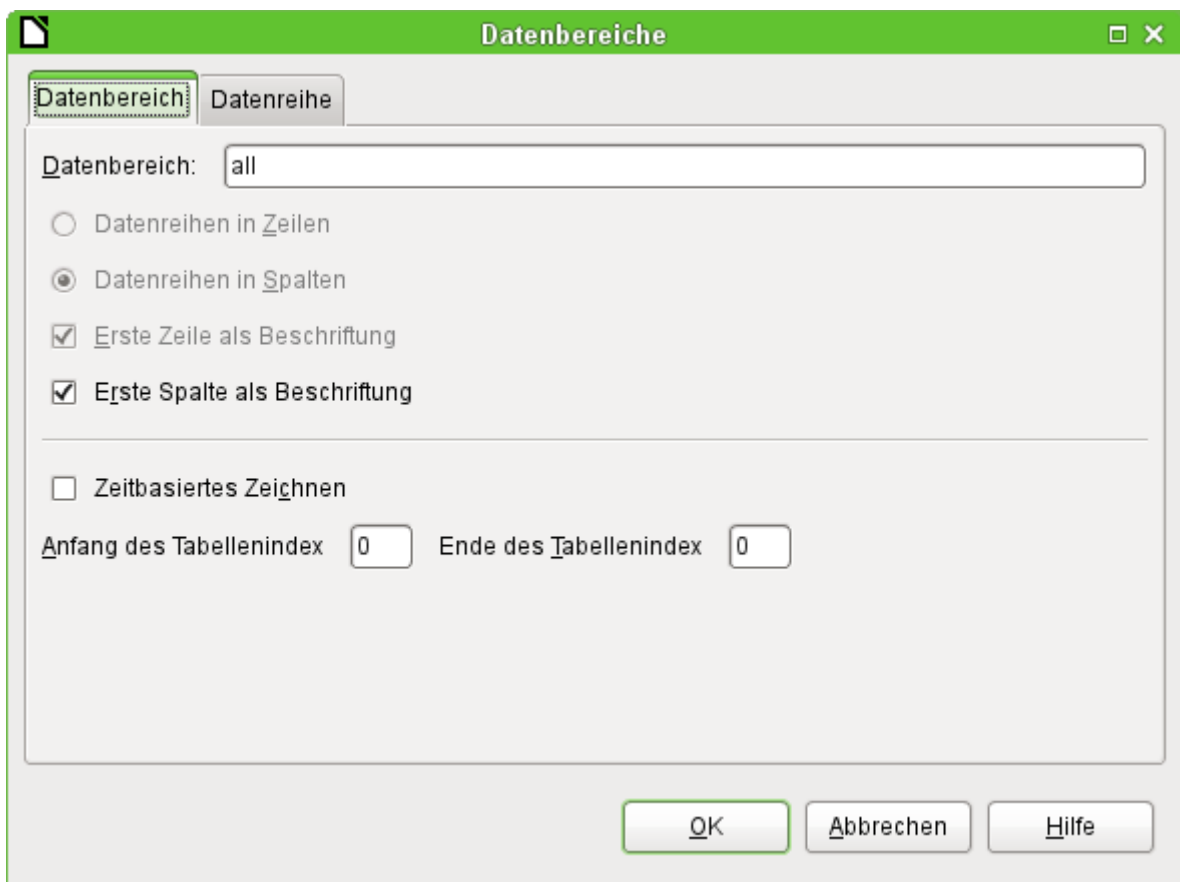 Datenbereiche
Datenbereich Datenreihe
Datenbereich: all
Datenreihen in Zeilen
Datenreihen in Spalten
Erste Zeile als Beschriftung
Erste Spalte als Beschriftung
Zeitbasiertes Zeichnen
Anfang des Tabellenindex 0 Ende des Tabellenindex 0
OK Abbrechen Hilfe